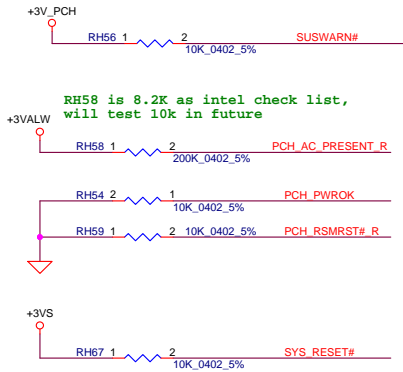 +3V_PCH
RH56 1 2 SUSWARN#
10K_0402_5%
RH58 is 8.2K as intel check list,
will test 10k in future
+3VALW
RH58 1 2 PCH_AC_PRESENT_R
200K_0402_5%
RH54 2 1 PCH_PWROK
10K_0402_5%
RH59 1 2 10K_0402_5% PCH_RSMRST#_R
+3VS
RH67 1 2 SYS_RESET#
10K_0402_5%